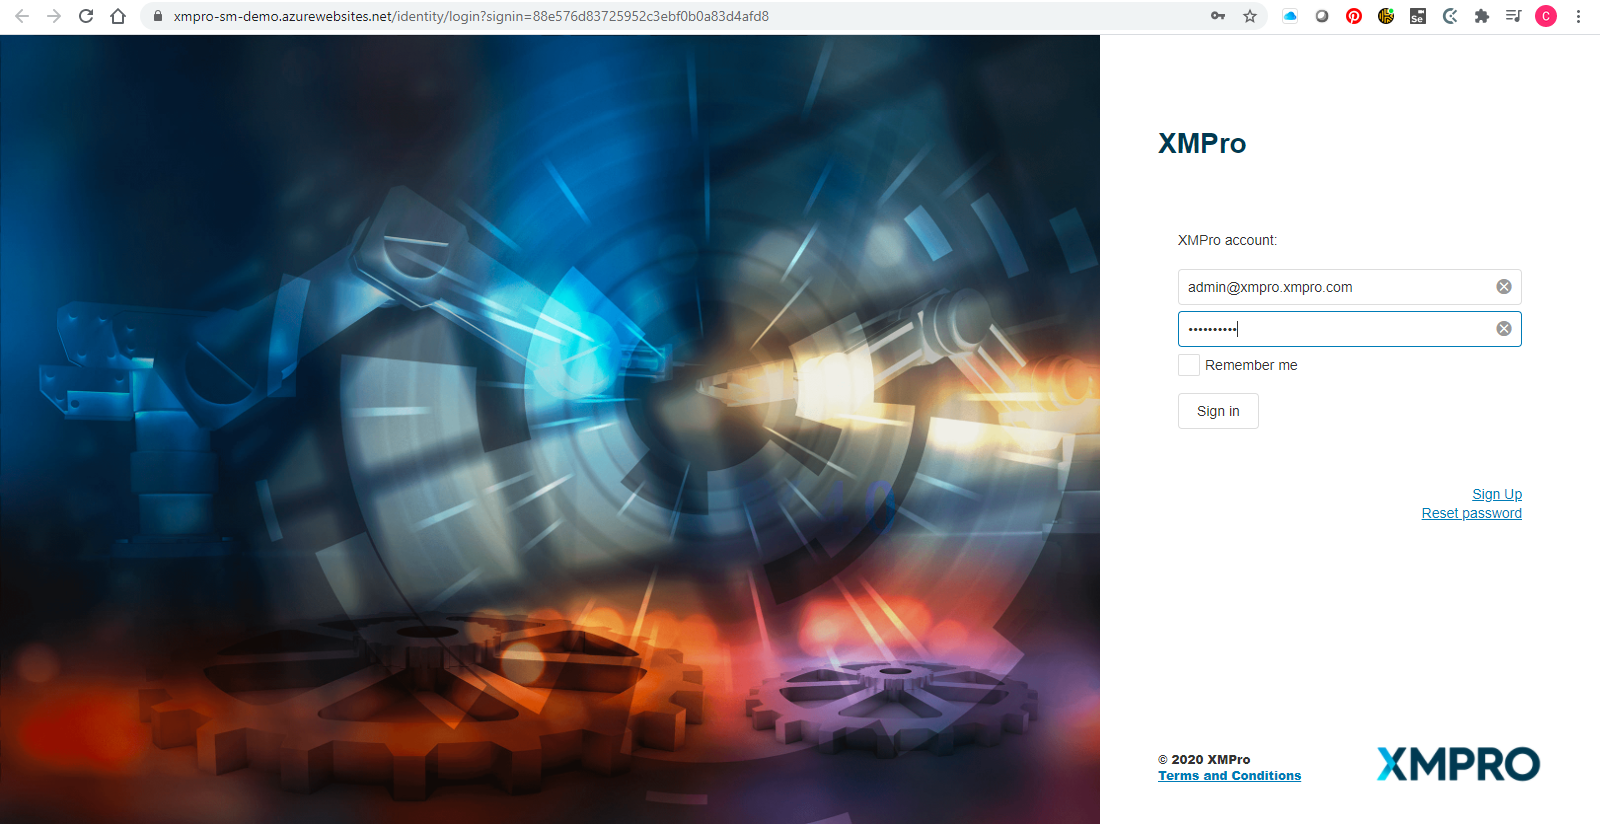 xmpro-sm-demo.azurewebsites.net/identity/login?signin=88e576d83725952c3ebf0b0a83d4afd8
Se
C
XMPro
XMPro account:
admin@xmpro.xmpro.com
••••••••••
Remember me
Sign in
Sign Up
Reset password
© 2020 XMPro
Terms and Conditions
XMPRO